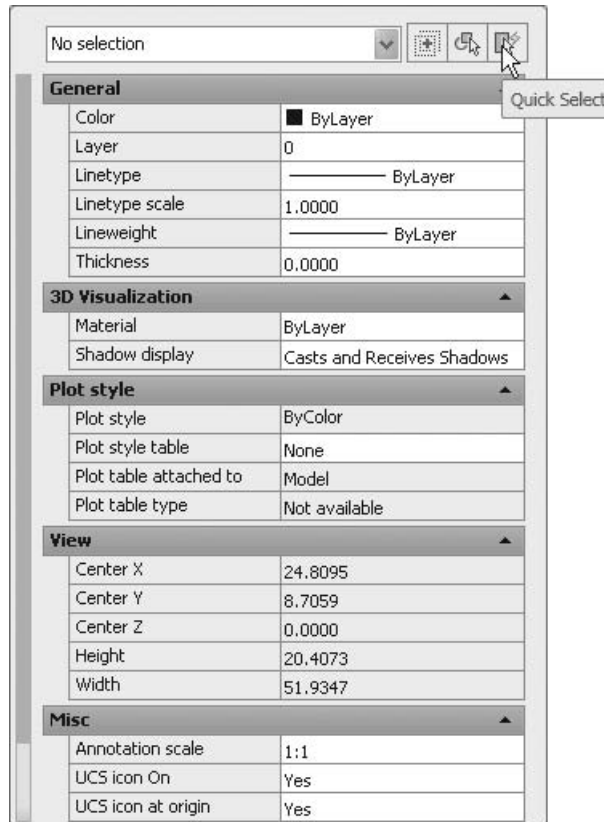 No selection
Quick Select
General
Color ByLayer
Layer 0
Linetype ByLayer
Linetype scale 1.0000
Lineweight ByLayer
Thickness 0.0000
3D Visualization
Material ByLayer
Shadow display Casts and Receives Shadows
Plot style
Plot style ByColor
Plot style table None
Plot table attached to Model
Plot table type Not available
View
Center X 24.8095
Center Y 8.7059
Center Z 0.0000
Height 20.4073
Width 51.9347
Misc
Annotation scale 1:1
UCS icon On Yes
UCS icon at origin Yes